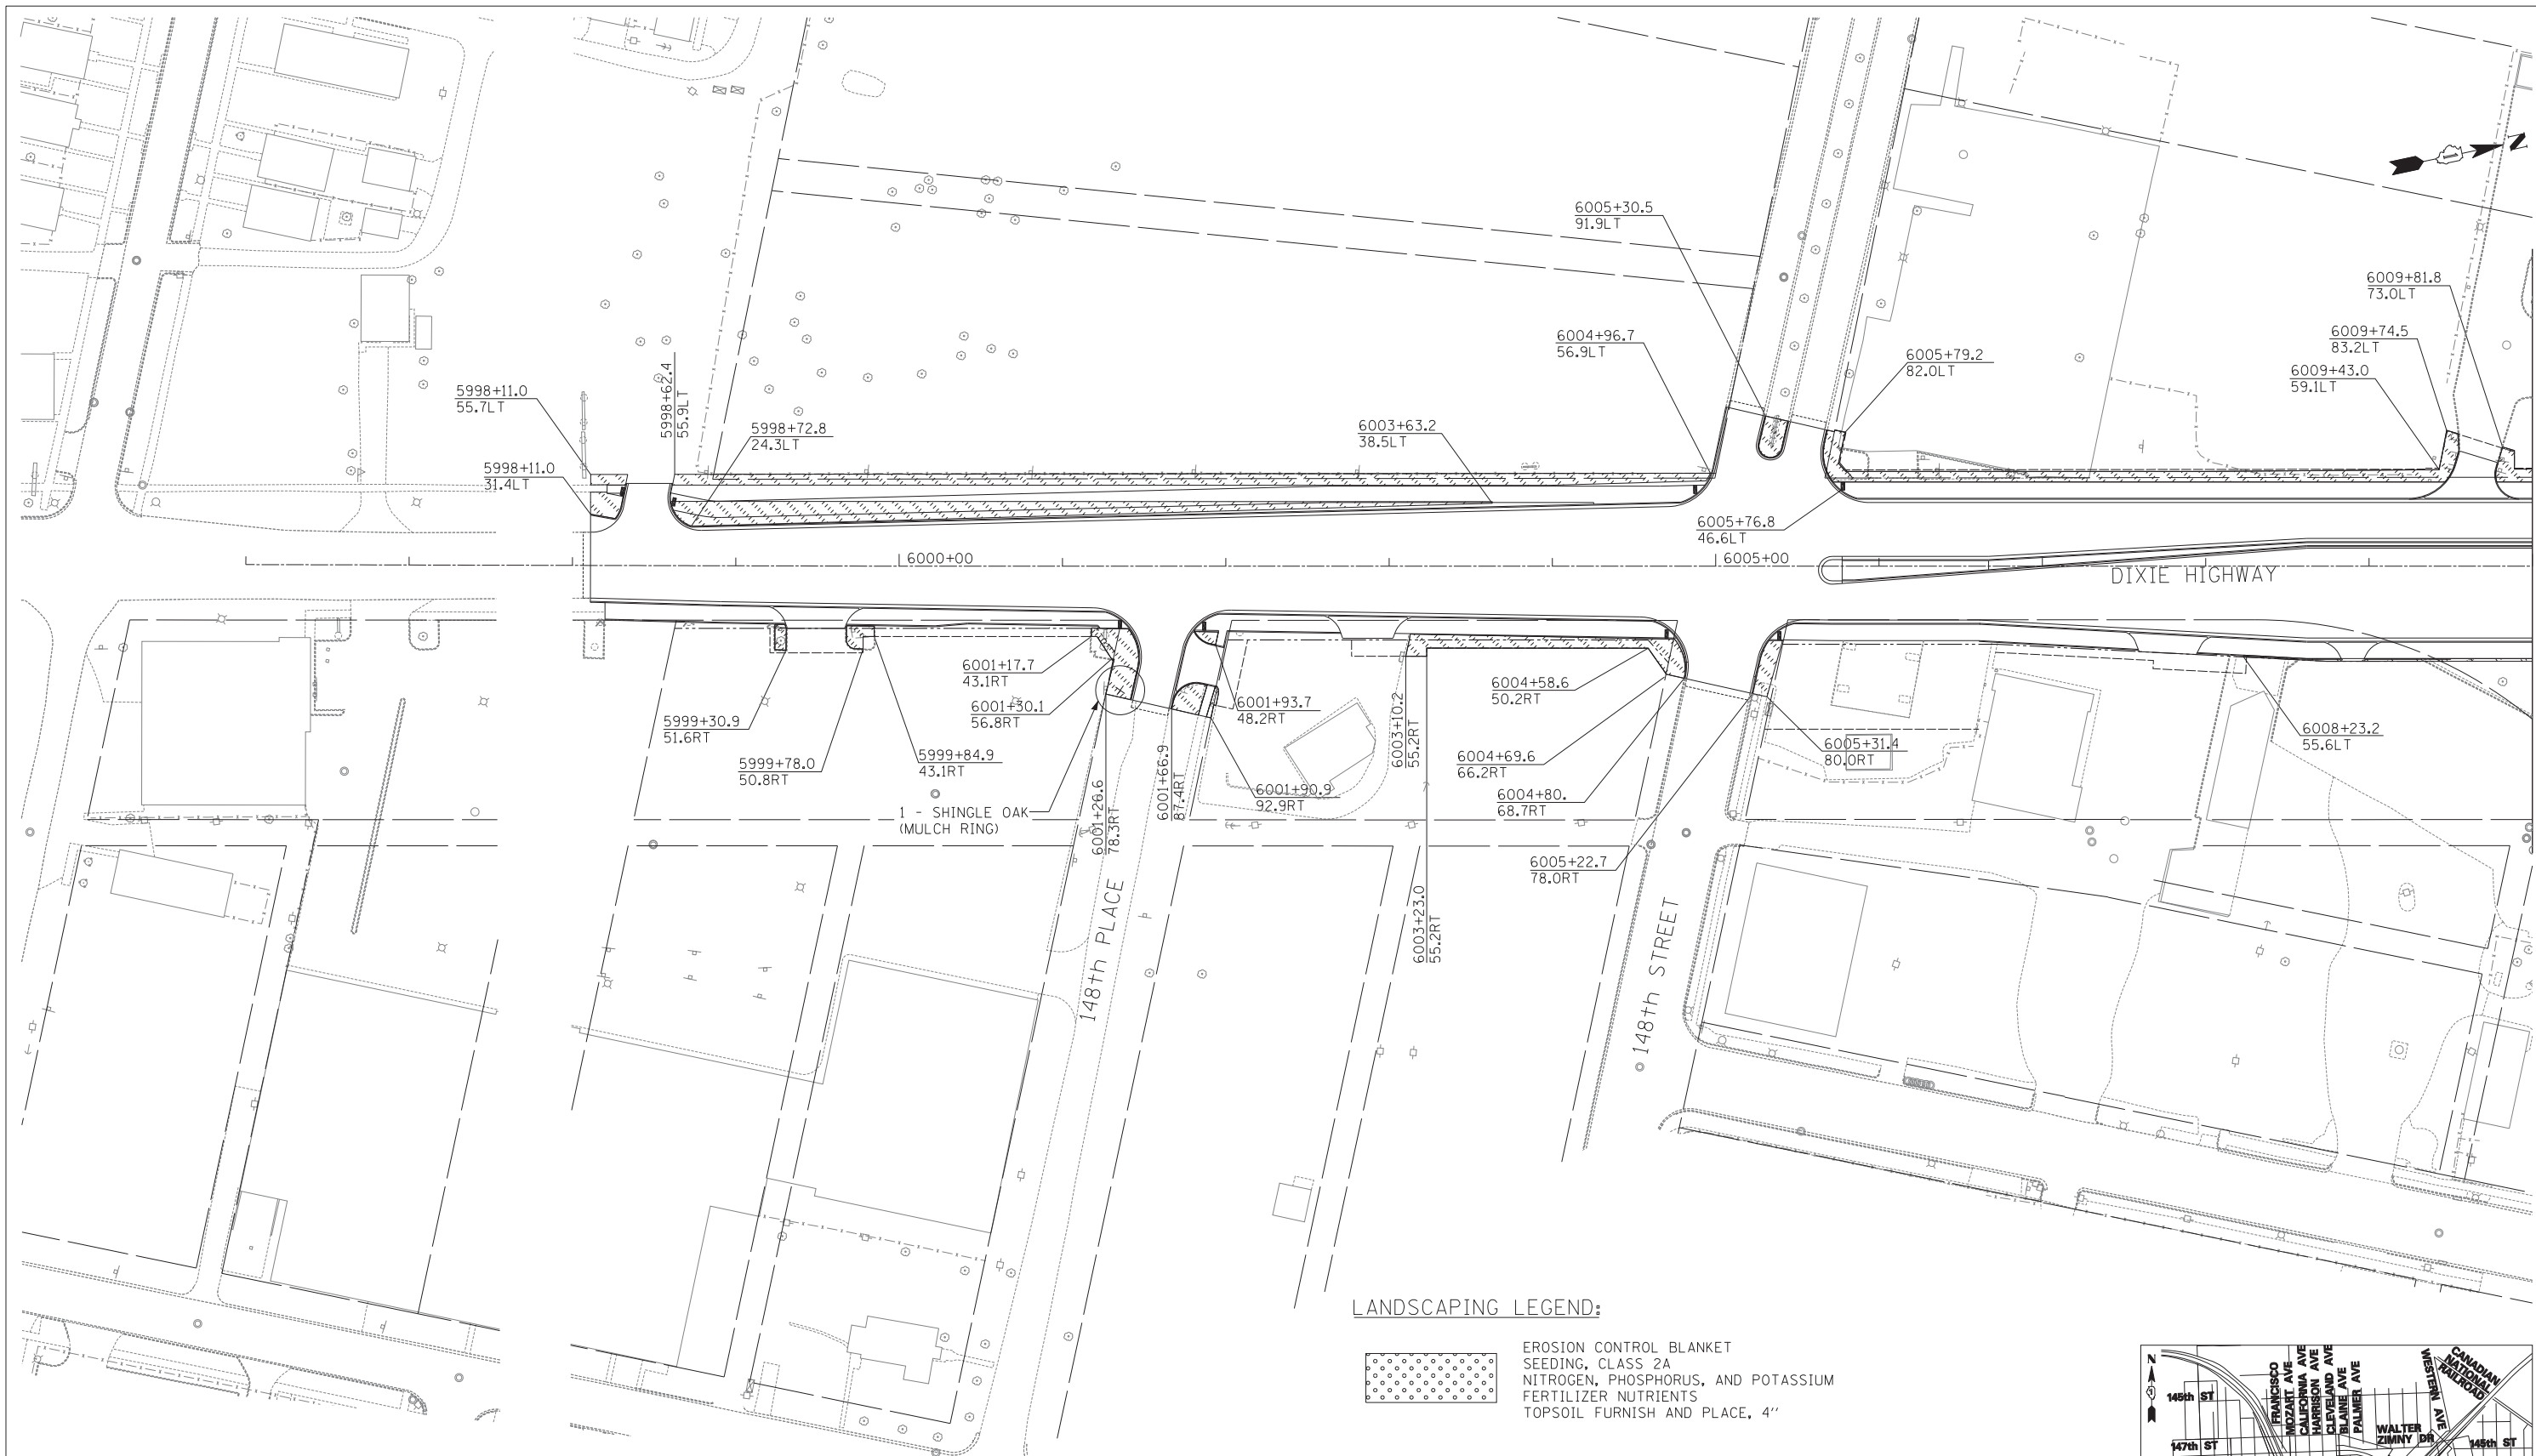 N
6005+30.5
91.9LT
6004+96.7
56.9LT
6005+79.2
82.0LT
6009+81.8
73.0LT
6009+74.5
83.2LT
6009+43.0
59.1LT
5998+11.0
55.7LT
5998+62.4
55.9LT
5998+72.8
24.3LT
6003+63.2
38.5LT
5998+11.0
31.4LT
6005+76.8
46.6LT
6000+00
6005+00
DIXIE HIGHWAY
6001+17.7
43.1RT
6001+30.1
56.8RT
6001+93.7
48.2RT
5999+30.9
51.6RT
5999+78.0
50.8RT
5999+84.9
43.1RT
1 - SHINGLE OAK
(MULCH RING)
6001+26.6
78.3RT
6001+66.9
87.4RT
6001+90.9
92.9RT
6003+10.2
55.2RT
6004+58.6
50.2RT
6004+69.6
66.2RT
6004+80.
68.7RT
6005+31.4
80.0RT
6008+23.2
55.6LT
6005+22.7
78.0RT
6003+23.0
55.2RT
148th PLACE
148th STREET
LANDSCAPING LEGEND:
EROSION CONTROL BLANKET
SEEDING, CLASS 2A
NITROGEN, PHOSPHORUS, AND POTASSIUM
FERTILIZER NUTRIENTS
TOPSOIL FURNISH AND PLACE, 4"
N
145th ST
147th ST
FRANCISCO
MOZART AVE
CALIFORNIA AVE
HARRISON AVE
CLEVELAND AVE
BLAINE AVE
PALMER AVE
WALTER
ZIMNY DR
WESTERN AVE
CANADIAN
NATIONAL
RAILROAD
145th ST